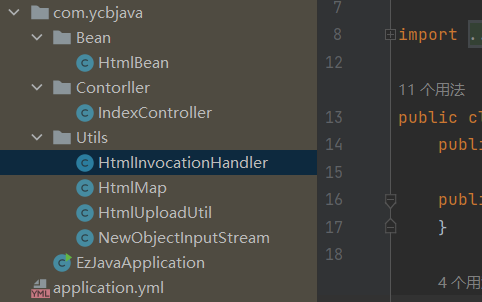 com.ycbjava
Bean
HtmlBean
Contorller
IndexController
Utils
HtmlInvocationHandler
HtmlMap
HtmlUploadUtil
NewObjectInputStream
EzJavaApplication
application.yml
YML
7
8 import ..
12
11 个用法
13 public cl
14 publ
15
16 publi
17 }
18
4 个用